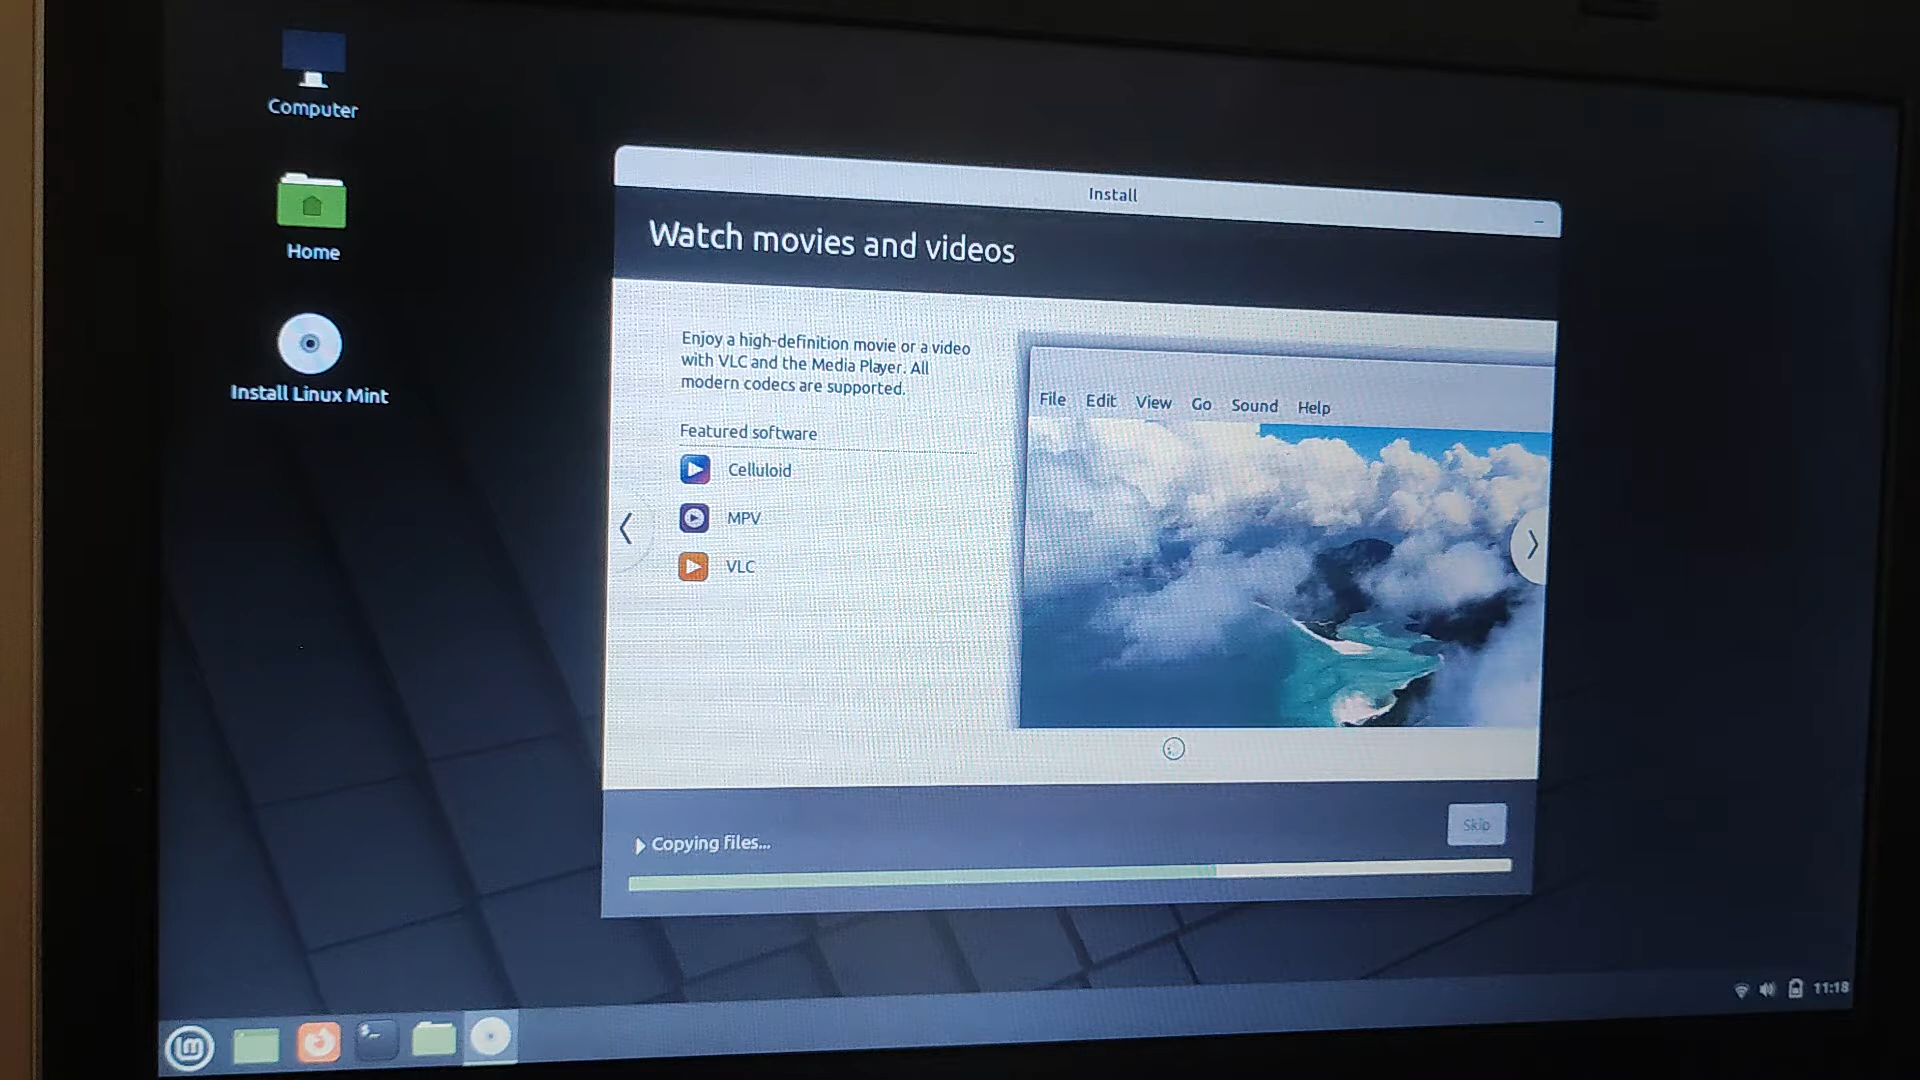 Computer
Home
Install Linux Mint
Install
Watch movies and videos
Enjoy a high-definition movie or a video
with VLC and the Media Player. All
modern codecs are supported.
Featured software
Celluloid
MPV
VLC
File Edit View Go Sound Help
Copying files...
Skip
11:18